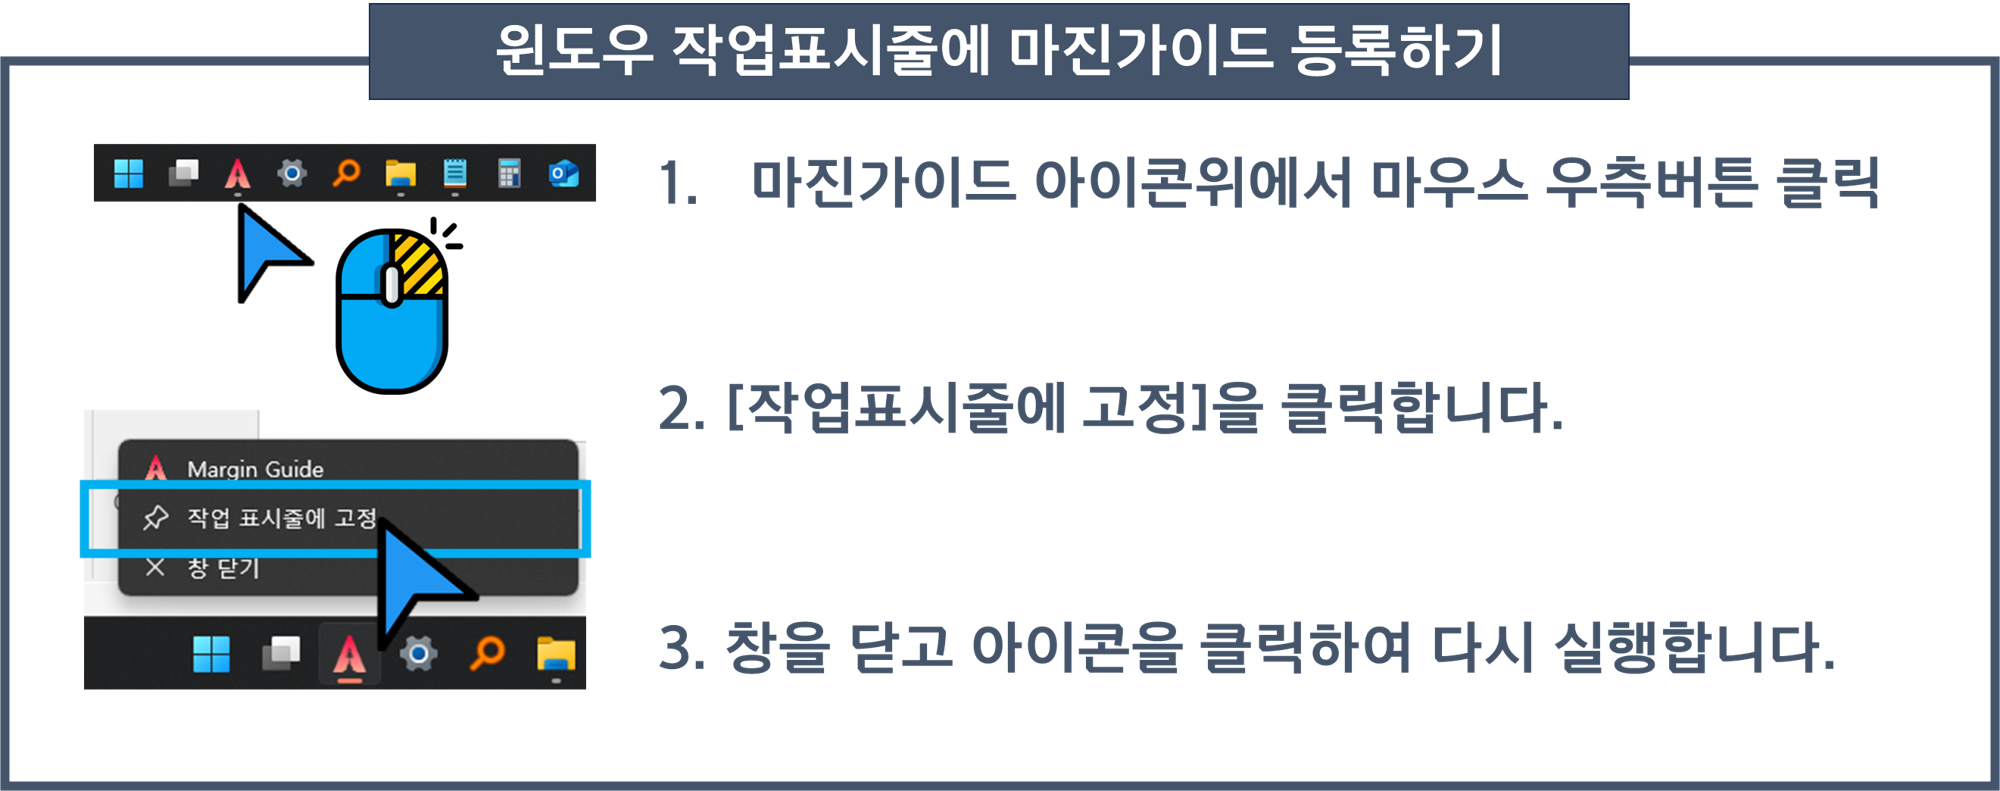 윈도우 작업표시줄에 마진가이드 등록하기
1. 마진가이드 아이콘위에서 마우스 우측버튼 클릭
2. [작업표시줄에 고정]을 클릭합니다.
Margin Guide
작업 표시줄에 고정
창 닫기
3. 창을 닫고 아이콘을 클릭하여 다시 실행합니다.